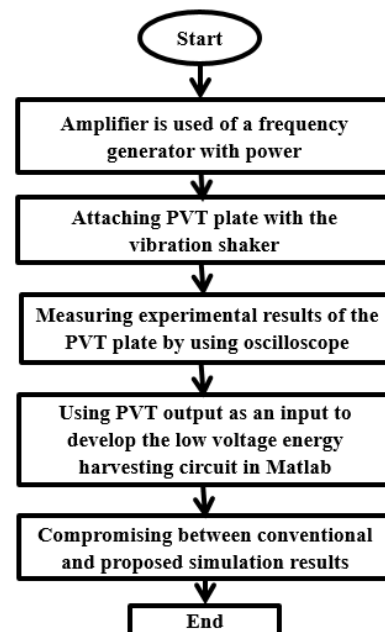 Start
Amplifier is used of a frequency
generator with power
Attaching PVT plate with the
vibration shaker
Measuring experimental results of the
PVT plate by using oscilloscope
Using PVT output as an input to
develop the low voltage energy
harvesting circuit in Matlab
Compromising between conventional
and proposed simulation results
End